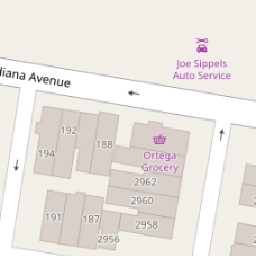 Joe Sippels
Auto Service
diana Avenue
192
188
194
Ortega
Grocery
2962
2960
191
187
2958
2956